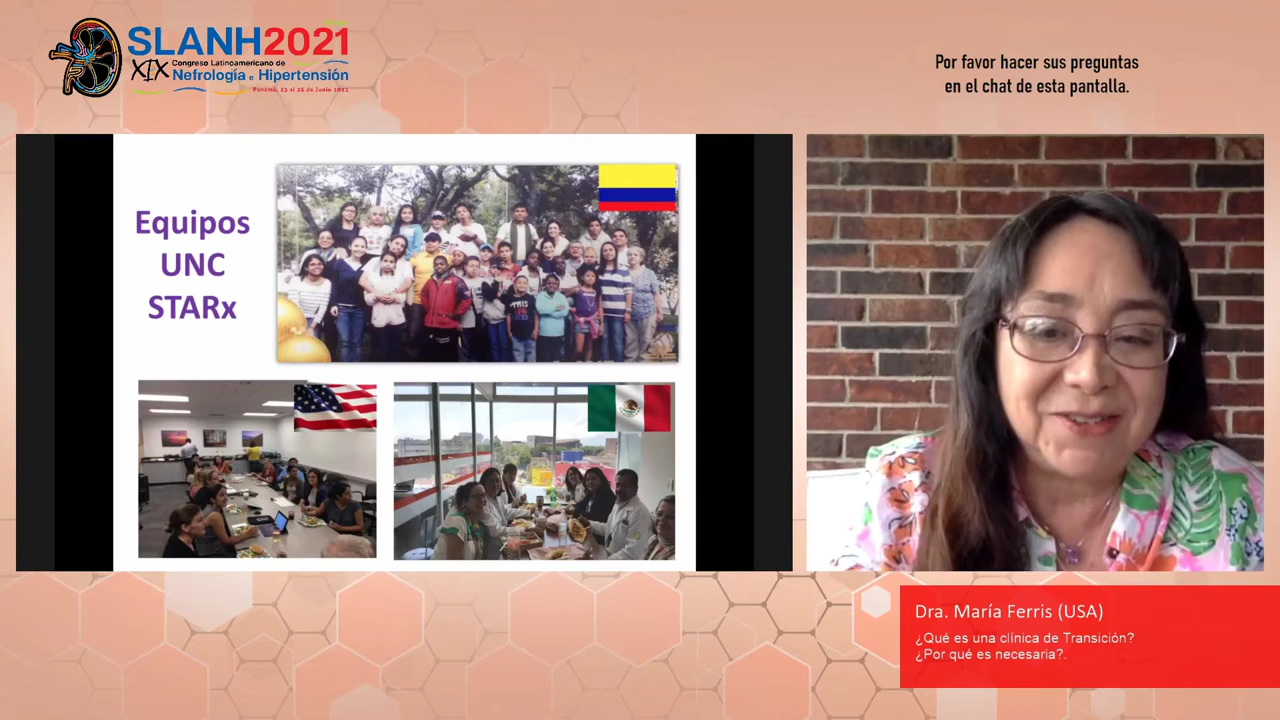 SLANH2021
XIX Congreso Latinoamericano de
Nefrología e Hipertensión
Panamá, 23 al 26 de Junio 2021
Por favor hacer sus preguntas
en el chat de esta pantalla.
Equipos
UNC
STARx
Dra. María Ferris (USA)
¿Qué es una clínica de Transición?
¿Por qué es necesaria?.